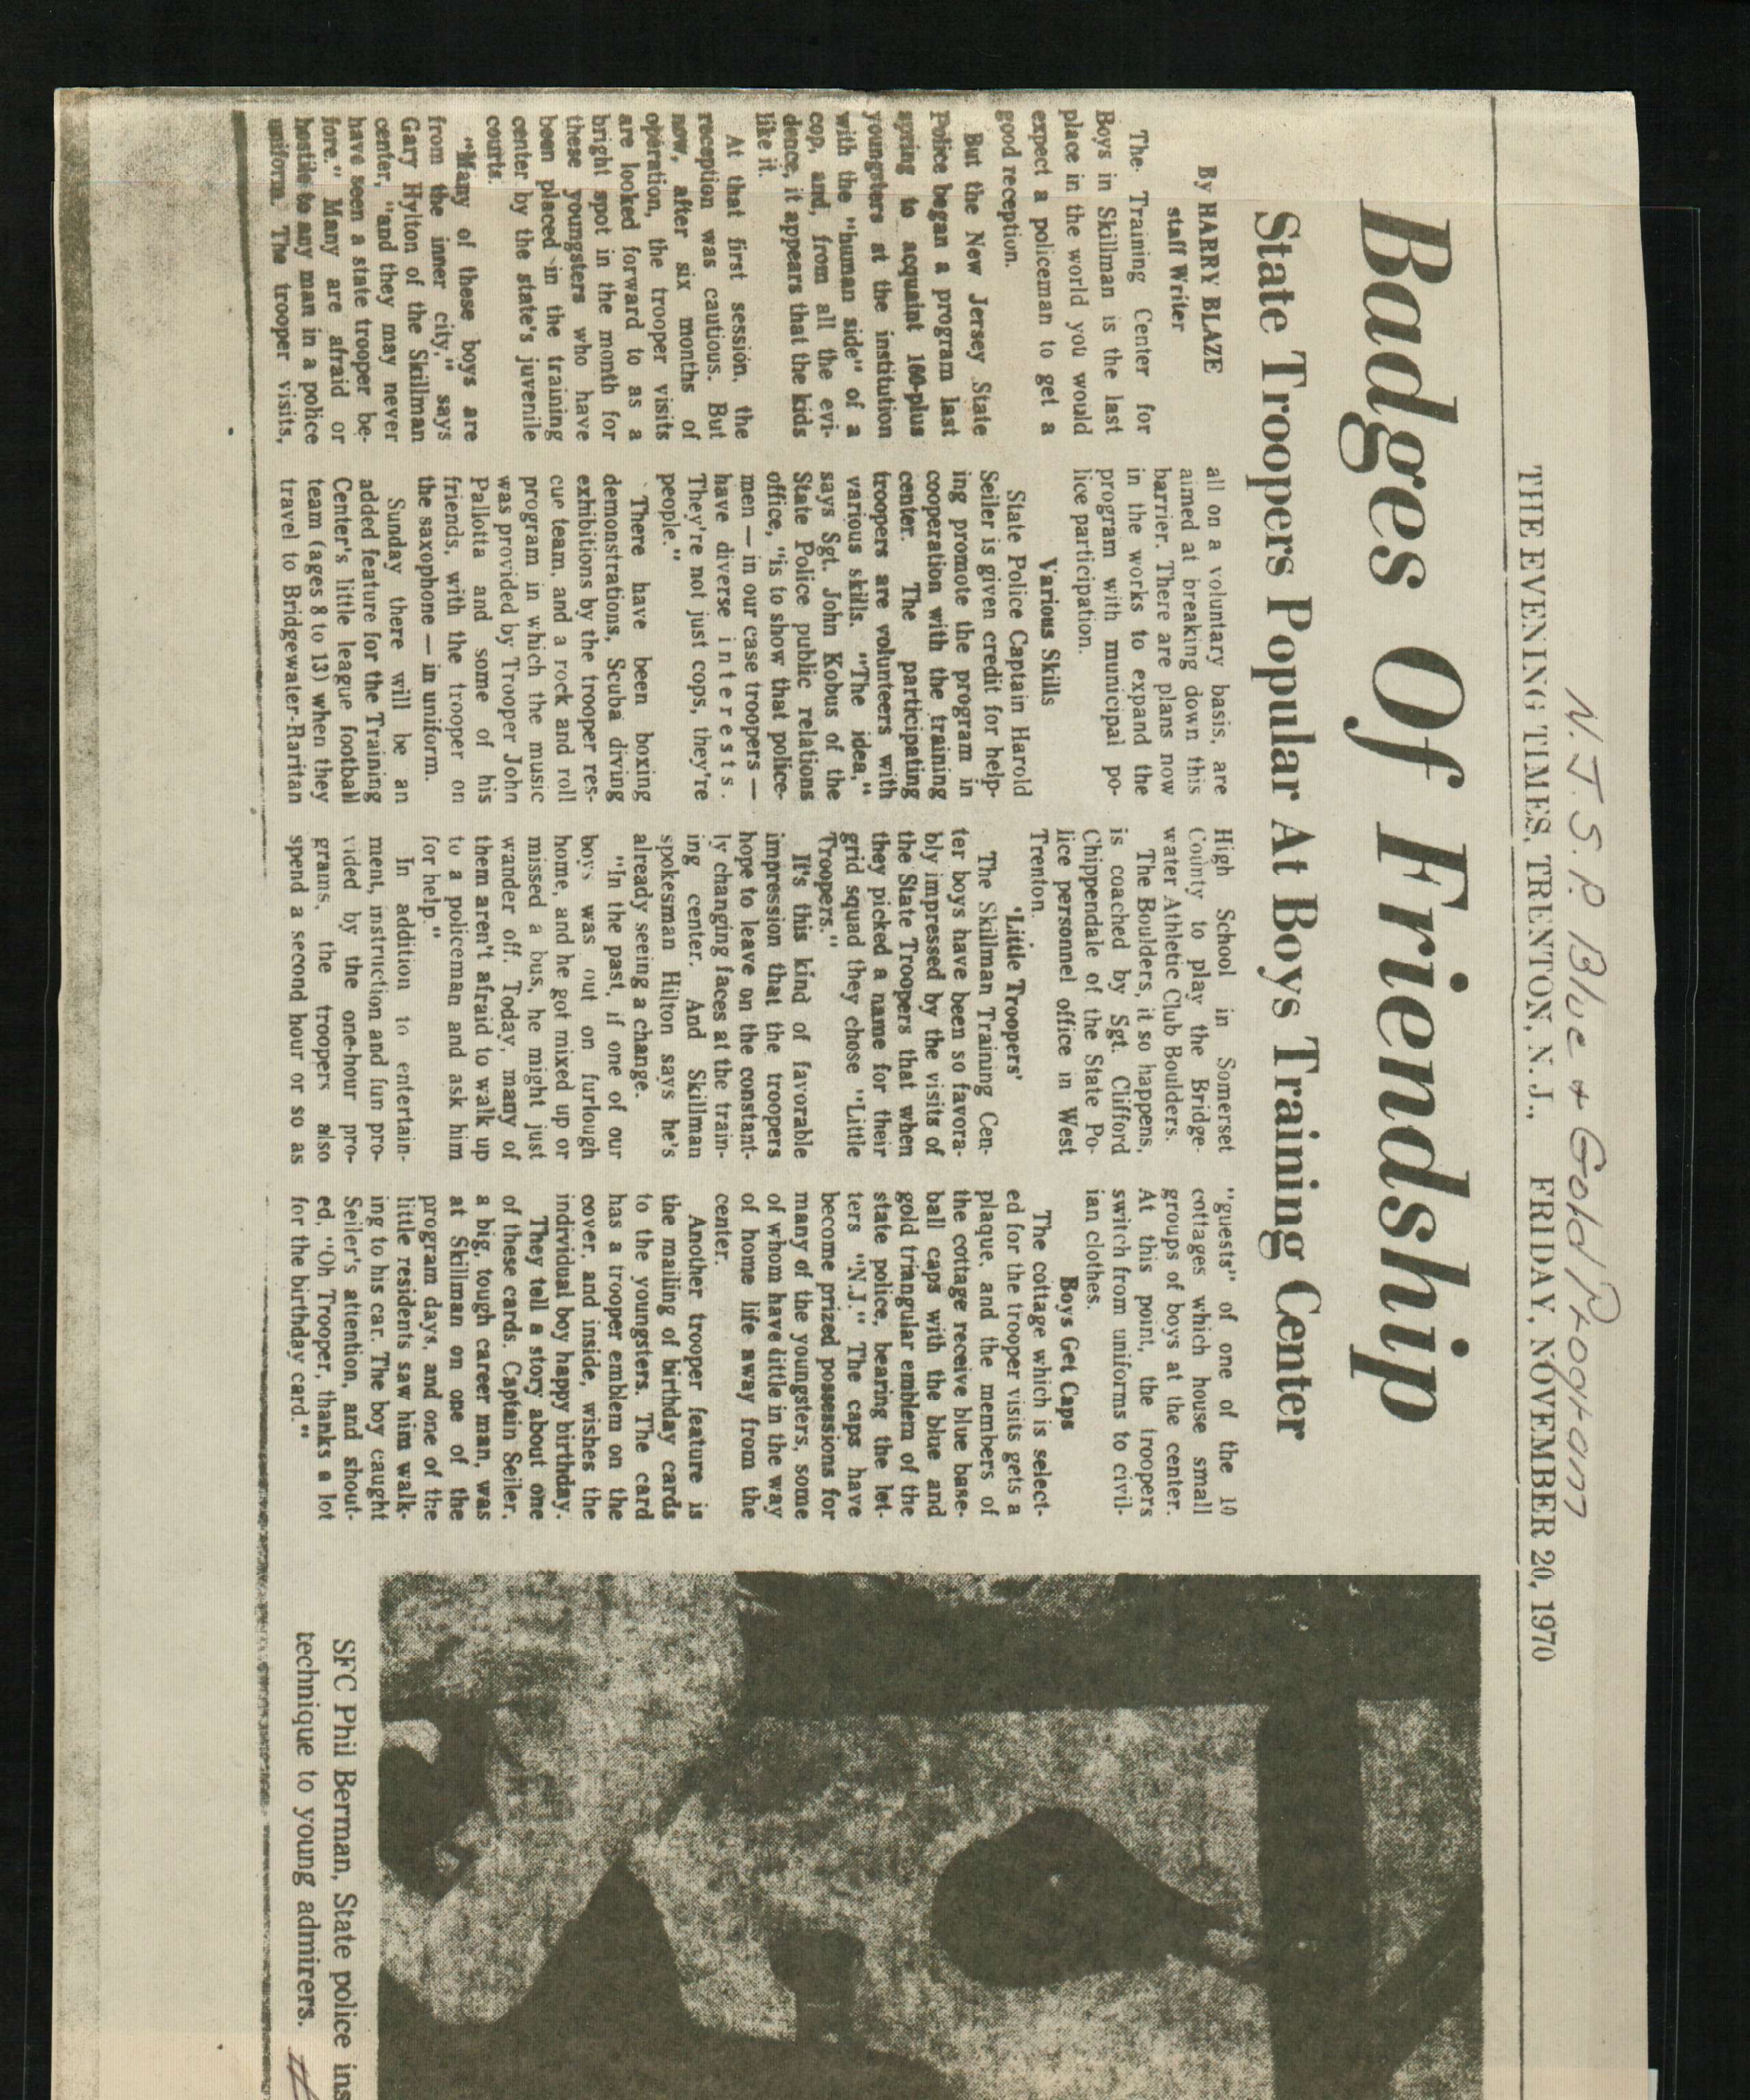 N.J.S.P. Blue + Gold Program
THE EVENING TIMES, TRENTON, N. J., FRIDAY, NOVEMBER 20, 1970
Badges Of Friendship
State Troopers Popular At Boys Training Center
By HARRY BLAZE
staff Writer
The Training Center for
Boys in Skillman is the last
place in the world you would
expect a policeman to get a
good reception.
But the New Jersey State
Police began a program last
spring to acquaint 180-plus
youngsters at the institution
with the "human side" of a
cop, and, from all the evi-
dence, it appears that the kids
like it.
At that first session, the
reception was cautious. But
now, after six months of
operation, the trooper visits
are looked forward to as a
bright spot in the month for
these youngsters who have
been placed in the training
center by the state's juvenile
courts.
"Many of these boys are
from the inner city," says
Gary Hylton of the Skillman
center, "and they may never
have seen a state trooper be-
fore." Many are afraid or
hostile to any man in a police
uniform. The trooper visits,
all on a voluntary basis, are
aimed at breaking down this
barrier. There are plans now
in the works to expand the
program with municipal po-
lice participation.
Various Skills
State Police Captain Harold
Seiler is given credit for help-
ing promote the program in
cooperation with the training
center. The participating
troopers are volunteers with
various skills. "The idea,"
says Sgt. John Kobus of the
State Police public relations
office, "is to show that police-
men — in our case troopers —
have diverse interests.
They're not just cops, they're
people."
There have been boxing
demonstrations, Scuba diving
exhibitions by the trooper res-
cue team, and a rock and roll
program in which the music
was provided by Trooper John
Pallotta and some of his
friends, with the trooper on
the saxophone — in uniform.
Sunday there will be an
added feature for the Training
Center's little league football
team (ages 8 to 13) when they
travel to Bridgewater-Raritan
High School in Somerset
County to play the Bridge-
water Athletic Club Boulders.
The Boulders, it so happens,
is coached by Sgt. Clifford
Chippendale of the State Po-
lice personnel office in West
Trenton.
'Little Troopers'
The Skillman Training Cen-
ter boys have been so favora-
bly impressed by the visits of
the State Troopers that when
they picked a name for their
grid squad they chose "Little
Troopers."
It's this kind of favorable
impression that the troopers
hope to leave on the constant-
ly changing faces at the train-
ing center. And Skillman
spokesman Hilton says he's
already seeing a change.
"In the past, if one of our
boys was out on furlough
home, and he got mixed up or
missed a bus, he might just
wander off. Today, many of
them aren't afraid to walk up
to a policeman and ask him
for help."
In addition to entertain-
ment, instruction and fun pro-
vided by the one-hour pro-
grams, the troopers also
spend a second hour or so as
"guests" of one of the 10
cottages which house small
groups of boys at the center.
At this point, the troopers
switch from uniforms to civil-
ian clothes.
Boys Get Caps
The cottage which is select-
ed for the trooper visits gets a
plaque, and the members of
the cottage receive blue base-
ball caps with the blue and
gold triangular emblem of the
state police, bearing the let-
ters "N.J." The caps have
become prized possessions for
many of the youngsters, some
of whom have little in the way
of home life away from the
center.
Another trooper feature is
the mailing of birthday cards
to the youngsters. The card
has a trooper emblem on the
cover, and inside, wishes the
individual boy happy birthday.
They tell a story about one
of these cards. Captain Seiler,
a big, tough career man, was
at Skillman on one of the
program days, and one of the
little residents saw him walk-
ing to his car. The boy caught
Seiler's attention, and shout-
ed, "Oh Trooper, thanks a lot
for the birthday card."
SFC Phil Berman, State police ins
technique to young admirers.